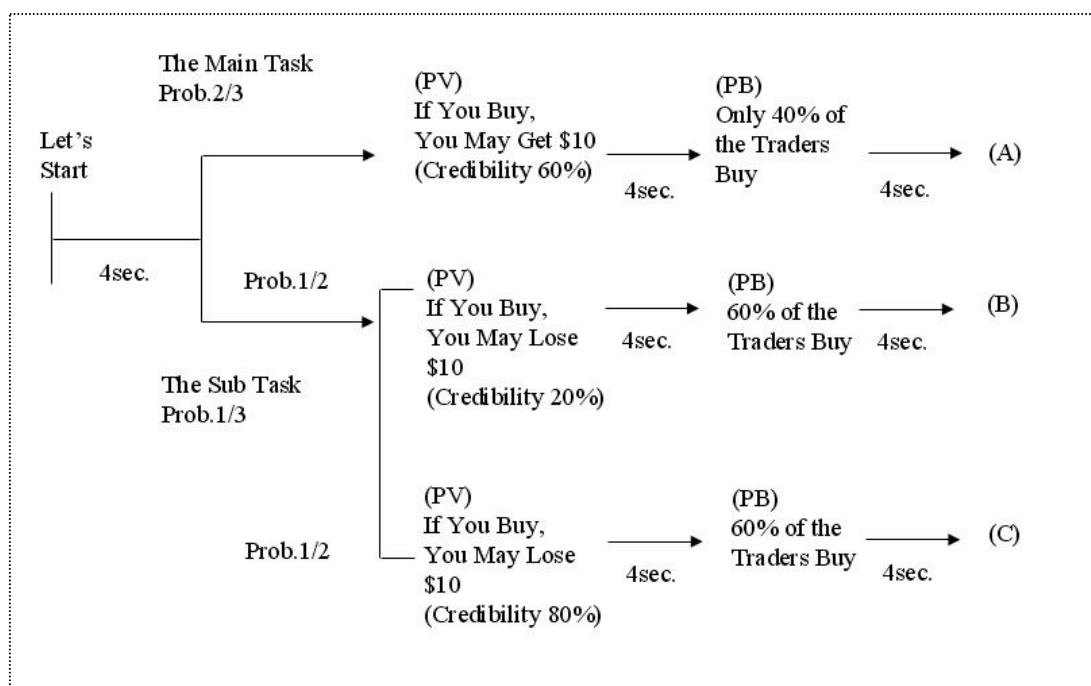 The Main Task
Prob.2/3
Let's
Start
4sec.
(PV)
If You Buy,
You May Get $10
(Credibility 60%)
4sec.
(PB)
Only 40% of
the Traders
Buy
4sec.
(A)
Prob.1/2
(PV)
If You Buy,
You May Lose
$10
(Credibility 20%)
4sec.
(PB)
60% of the
Traders Buy
4sec.
(B)
The Sub Task
Prob.1/3
Prob.1/2
(PV)
If You Buy,
You May Lose
$10
(Credibility 80%)
4sec.
(PB)
60% of the
Traders Buy
4sec.
(C)